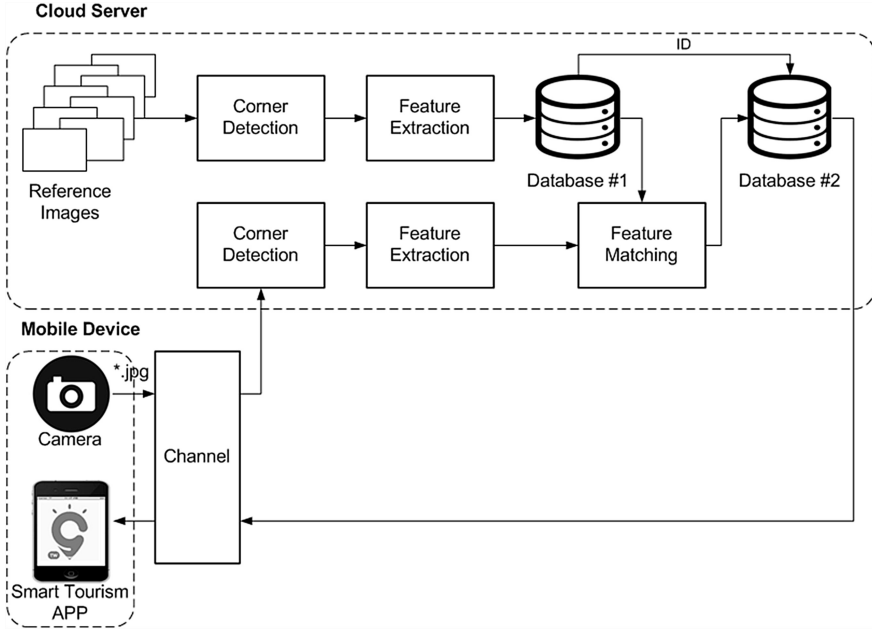 Cloud Server
ID
Corner
Detection
Feature
Extraction
Database #1
Database #2
Reference
Images
Corner
Detection
Feature
Extraction
Feature
Matching
Mobile Device
*.jpg
Camera
Channel
Smart Tourism
APP